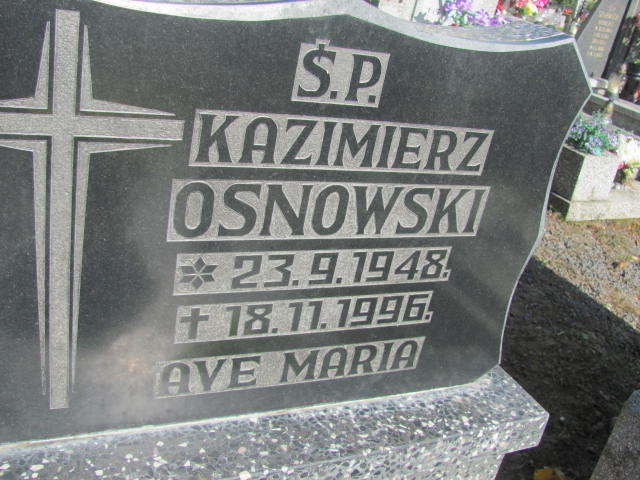 Ś.P.
KAZIMIERZ
OSNOWSKI
* 23.9.1948,
✝ 18.11.1996,
AVE MARIA